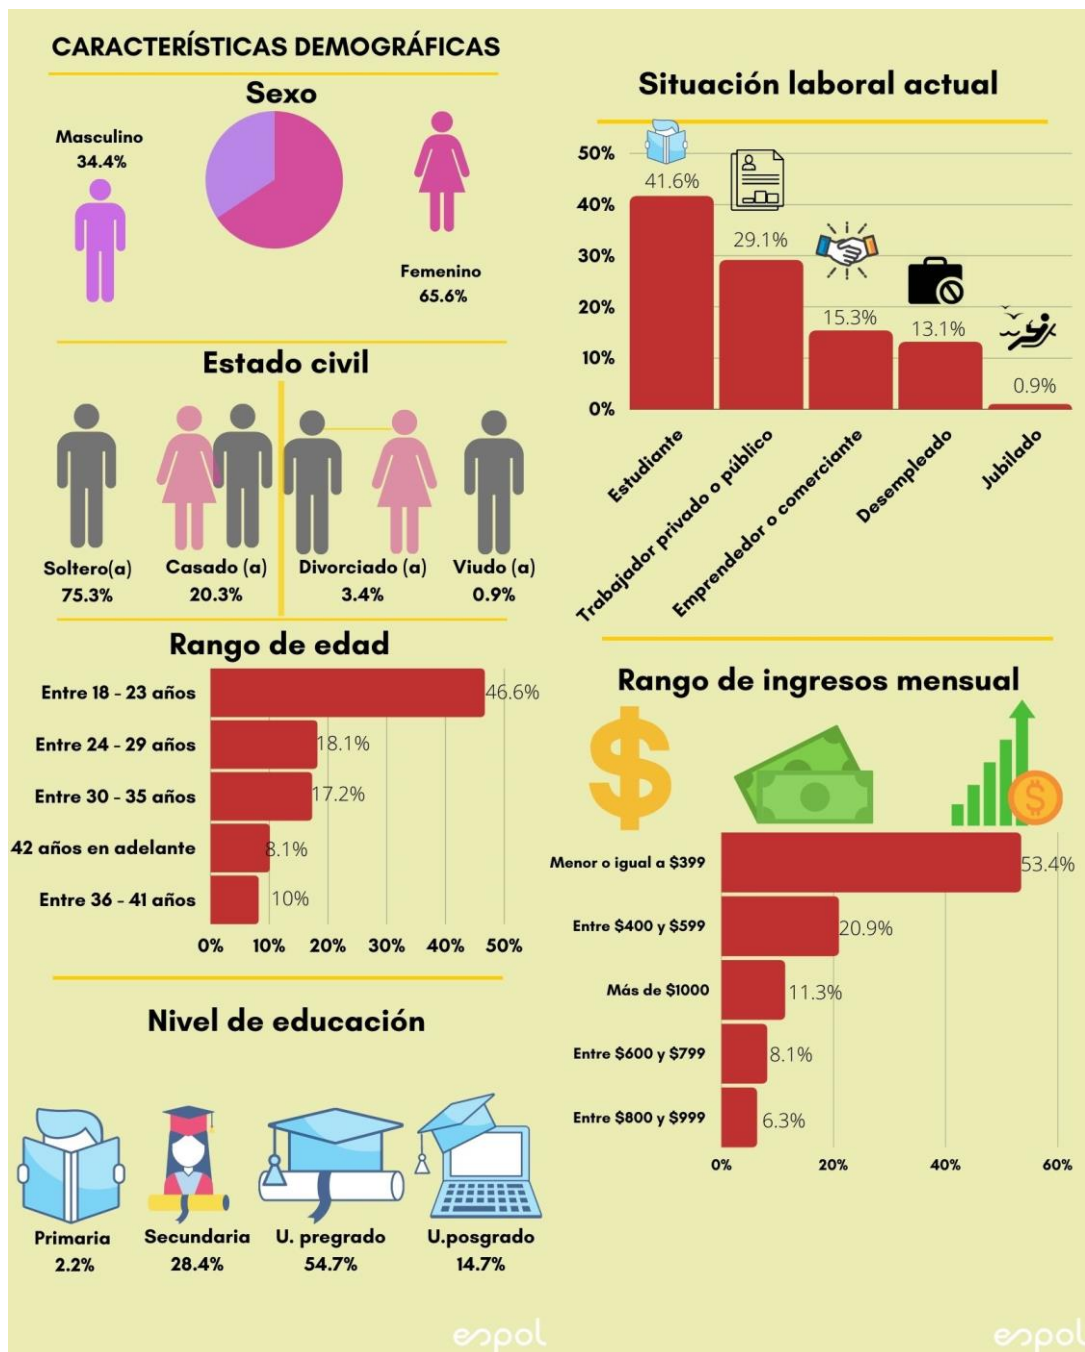 CARACTERÍSTICAS DEMOGRÁFICAS
Sexo
Masculino
34.4%
Femenino
65.6%
Estado civil
Soltero(a)
75.3%
Casado (a)
20.3%
Divorciado (a)
3.4%
Viudo (a)
0.9%
Rango de edad
Entre 18 - 23 años
46.6%
Entre 24 - 29 años
18.1%
Entre 30 - 35 años
17.2%
42 años en adelante
8.1%
Entre 36 - 41 años
10%
0% 10% 20% 30% 40% 50%
Nivel de educación
Primaria
2.2%
Secundaria
28.4%
U. pregrado
54.7%
U.posgrado
14.7%
espol
Situación laboral actual
50%
40%
30%
20%
10%
0%
41.6%
29.1%
15.3%
13.1%
0.9%
Estudiante
Trabajador privado o público
Emprendedor o comerciante
Desempleado
Jubilado
Rango de ingresos mensual
$
$
Menor o igual a $399
53.4%
Entre $400 y $599
20.9%
Más de $1000
11.3%
Entre $600 y $799
8.1%
Entre $800 y $999
6.3%
0% 20% 40% 60%
espol